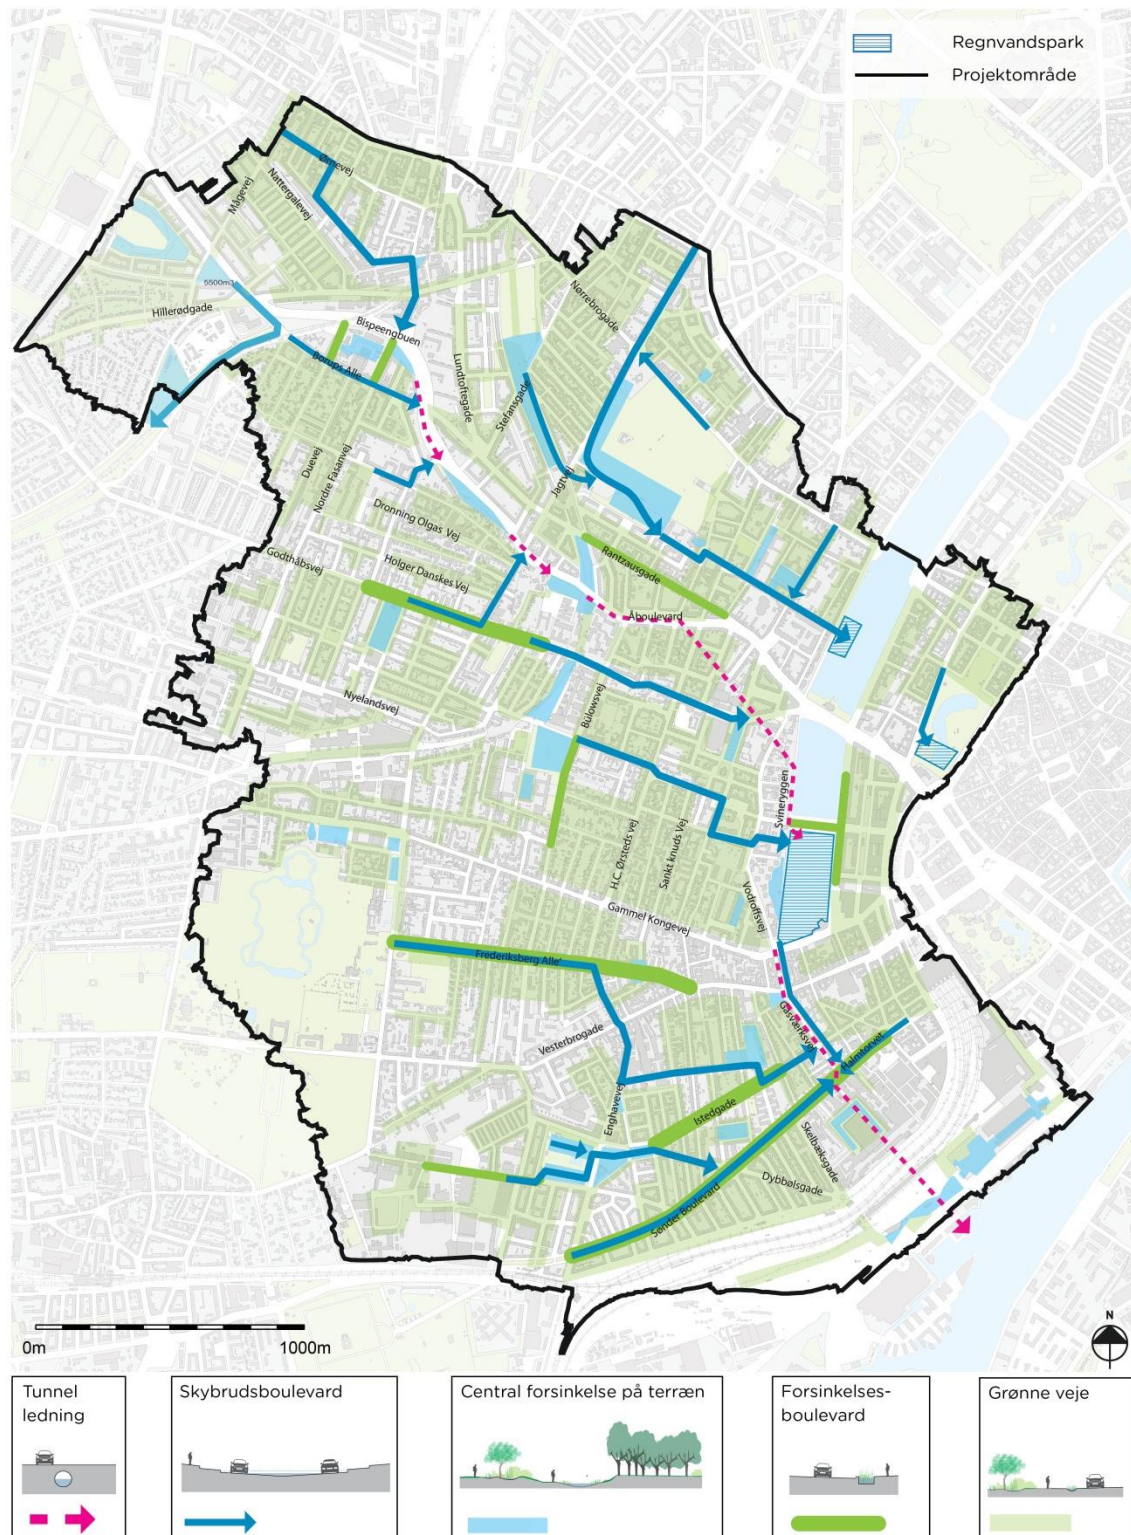 Regnvandspark
Projektområde
Ørnevej
Mågevej
Nattergalevej
5500m3
Hillerødgade
Bispeengbuen
Nørrebrogade
Borups Alle
Lundtoftegade
Stefansgade
Jagtvej
Duevej
Nordre Fasanvej
Dronning Olgas Vej
Rantzausgade
Godthåbsvej
Holger Danskes Vej
Åboulevard
Nyelandsvej
Bülowsvej
Svineryggen
H.C. Ørsteds vej
Sankt knuds Vej
Vodroffsvej
Gammel Kongevej
Frederiksberg Alle'
Gasværksvej
Vesterbrogade
Halmtorvet
Enghavevej
Istedgade
Skelbæksgade
Dybbølsgade
Sønder Boulevard
0m
1000m
N
Tunnel
ledning
Skybrudsboulevard
Central forsinkelse på terræn
Forsinkelses-
boulevard
Grønne veje